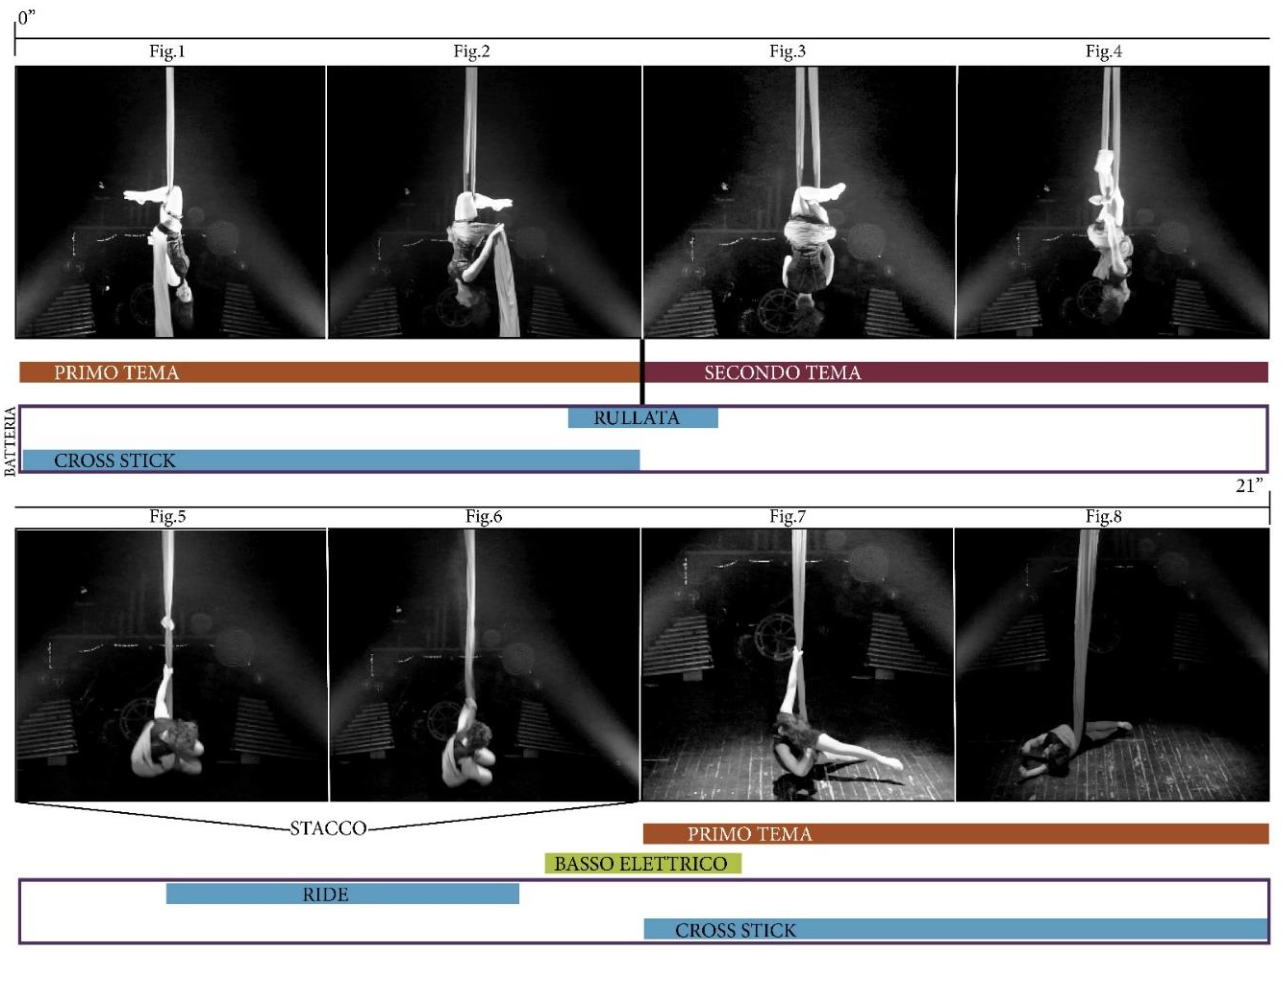 0”
Fig.1 Fig.2 Fig.3 Fig.4
PRIMO TEMA SECONDO TEMA
BATTERIA
RULLATA
CROSS STICK
21”
Fig.5 Fig.6 Fig.7 Fig.8
STACCO
PRIMO TEMA
BASSO ELETTRICO
RIDE
CROSS STICK